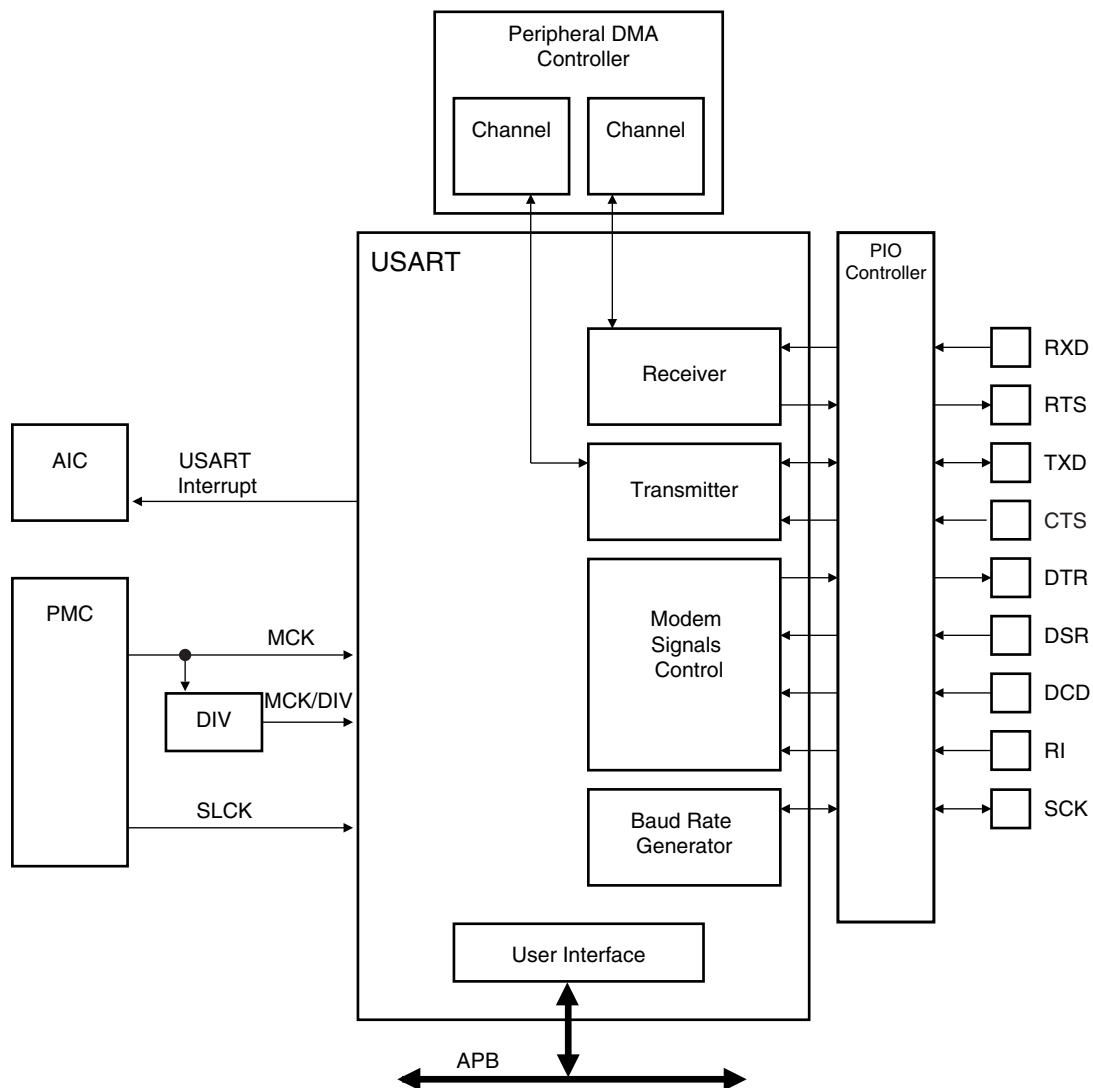 Peripheral DMA
Controller
Channel
Channel
USART
PIO
Controller
RXD
Receiver
RTS
AIC
USART
Interrupt
TXD
Transmitter
CTS
DTR
PMC
MCK
Modem
Signals
Control
DSR
MCK/DIV
DIV
DCD
RI
SLCK
SCK
Baud Rate
Generator
User Interface
APB